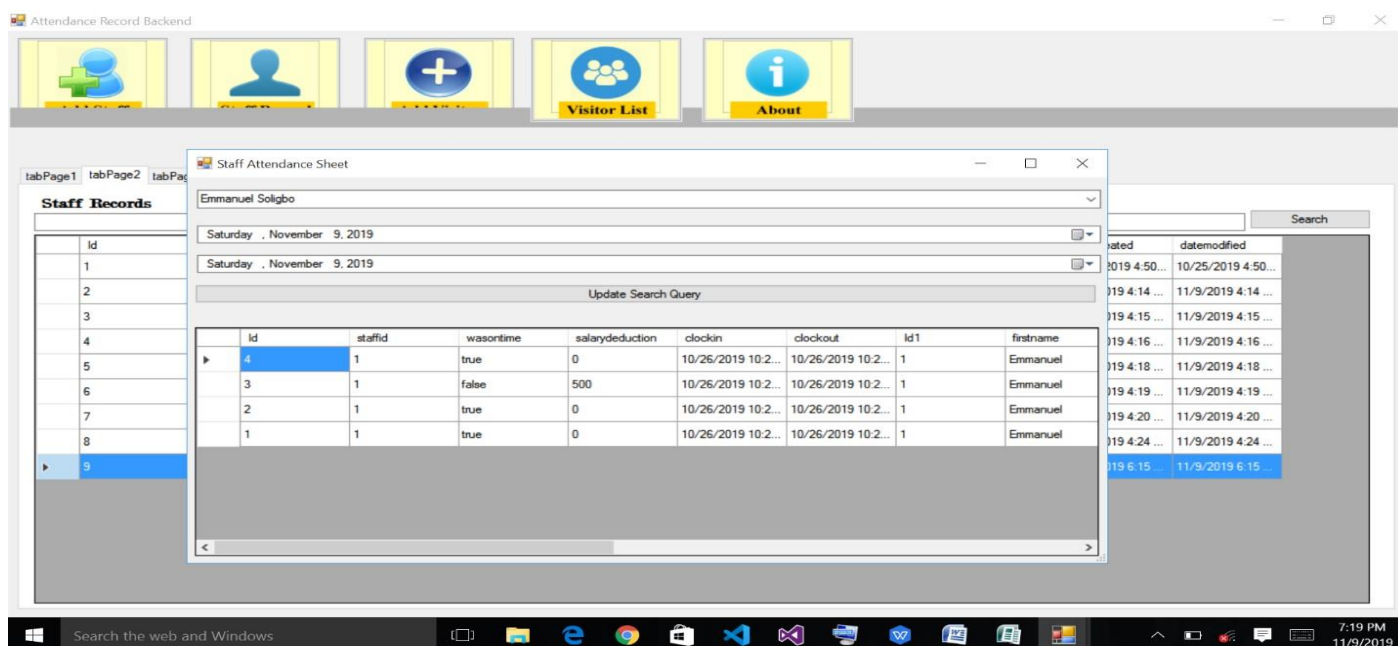 Attendance Record Backend
Visitor List
About
tabPage1 tabPage2
Staff Records
Search
Id datemodified
1 10/25/2019 4:50...
2 11/9/2019 4:14 ...
3 11/9/2019 4:15 ...
4 11/9/2019 4:16 ...
5 11/9/2019 4:18 ...
6 11/9/2019 4:19 ...
7 11/9/2019 4:20 ...
8 11/9/2019 4:24 ...
9 11/9/2019 6:15 ...
Staff Attendance Sheet
Emmanuel Soligbo
Saturday , November 9, 2019
Saturday , November 9, 2019
Update Search Query
Id staffid wasontime salarydeduction clockin clockout Id1 firstname
4 1 true 0 10/26/2019 10:2... 10/26/2019 10:2... 1 Emmanuel
3 1 false 500 10/26/2019 10:2... 10/26/2019 10:2... 1 Emmanuel
2 1 true 0 10/26/2019 10:2... 10/26/2019 10:2... 1 Emmanuel
1 1 true 0 10/26/2019 10:2... 10/26/2019 10:2... 1 Emmanuel
Search the web and Windows
7:19 PM
11/9/2019